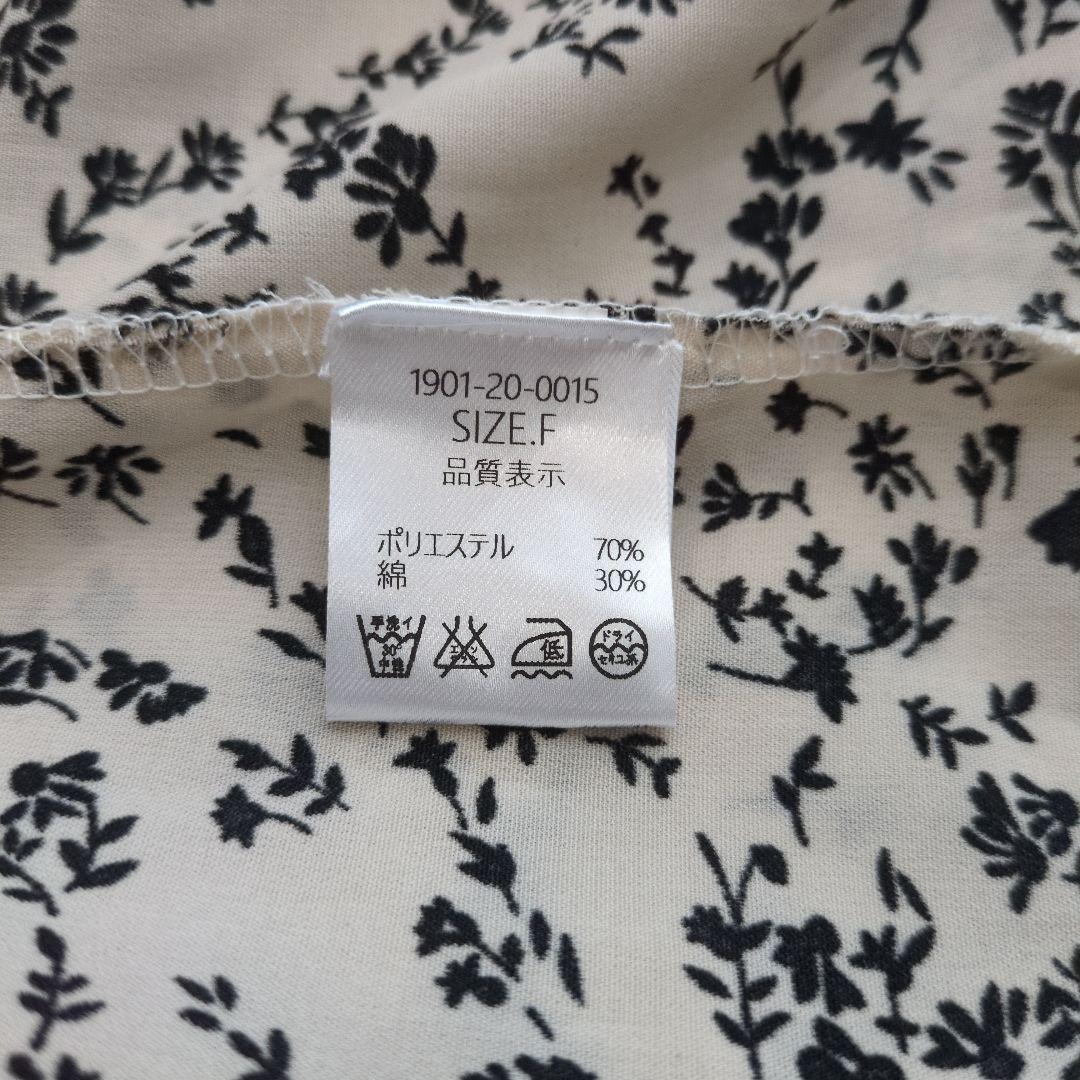 1901-20-0015
SIZE.F
品質表示
ポリエステル 70%
綿 30%
手洗イ
30°
中性
低
ドライ
セキユ系